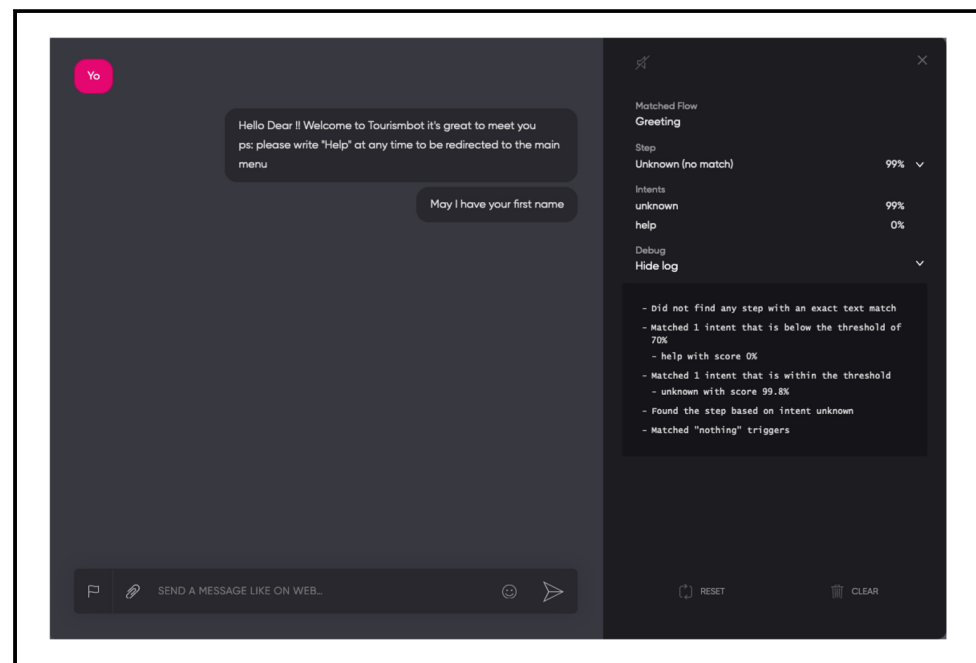 Yo
Hello Dear !! Welcome to Tourismbot it's great to meet you
ps: please write "Help" at any time to be redirected to the main
menu
May I have your first name
SEND A MESSAGE LIKE ON WEB...
Matched Flow
Greeting
Step
Unknown (no match) 99%
Intents
unknown 99%
help 0%
Debug
Hide log
- Did not find any step with an exact text match
- Matched 1 intent that is below the threshold of
70%
- help with score 0%
- Matched 1 intent that is within the threshold
- unknown with score 99.8%
- Found the step based on intent unknown
- Matched "nothing" triggers
RESET CLEAR